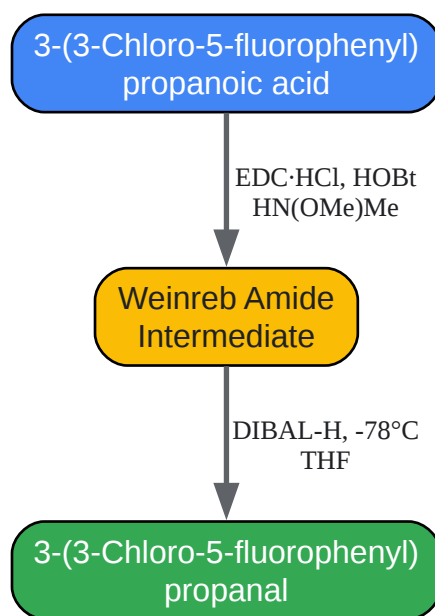 3-(3-Chloro-5-fluorophenyl)
propanoic acid
EDC·HCl, HOBt
HN(OMe)Me
Weinreb Amide
Intermediate
DIBAL-H, -78°C
THF
3-(3-Chloro-5-fluorophenyl)
propanal